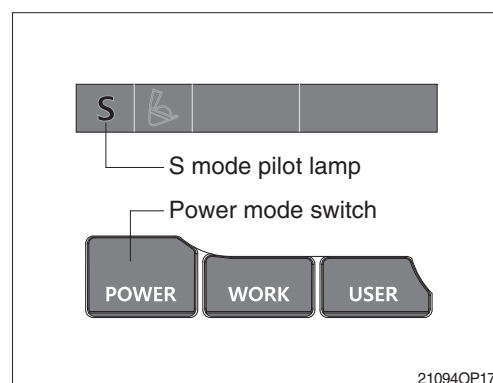 S
S mode pilot lamp
Power mode switch
POWER WORK USER
21094OP17